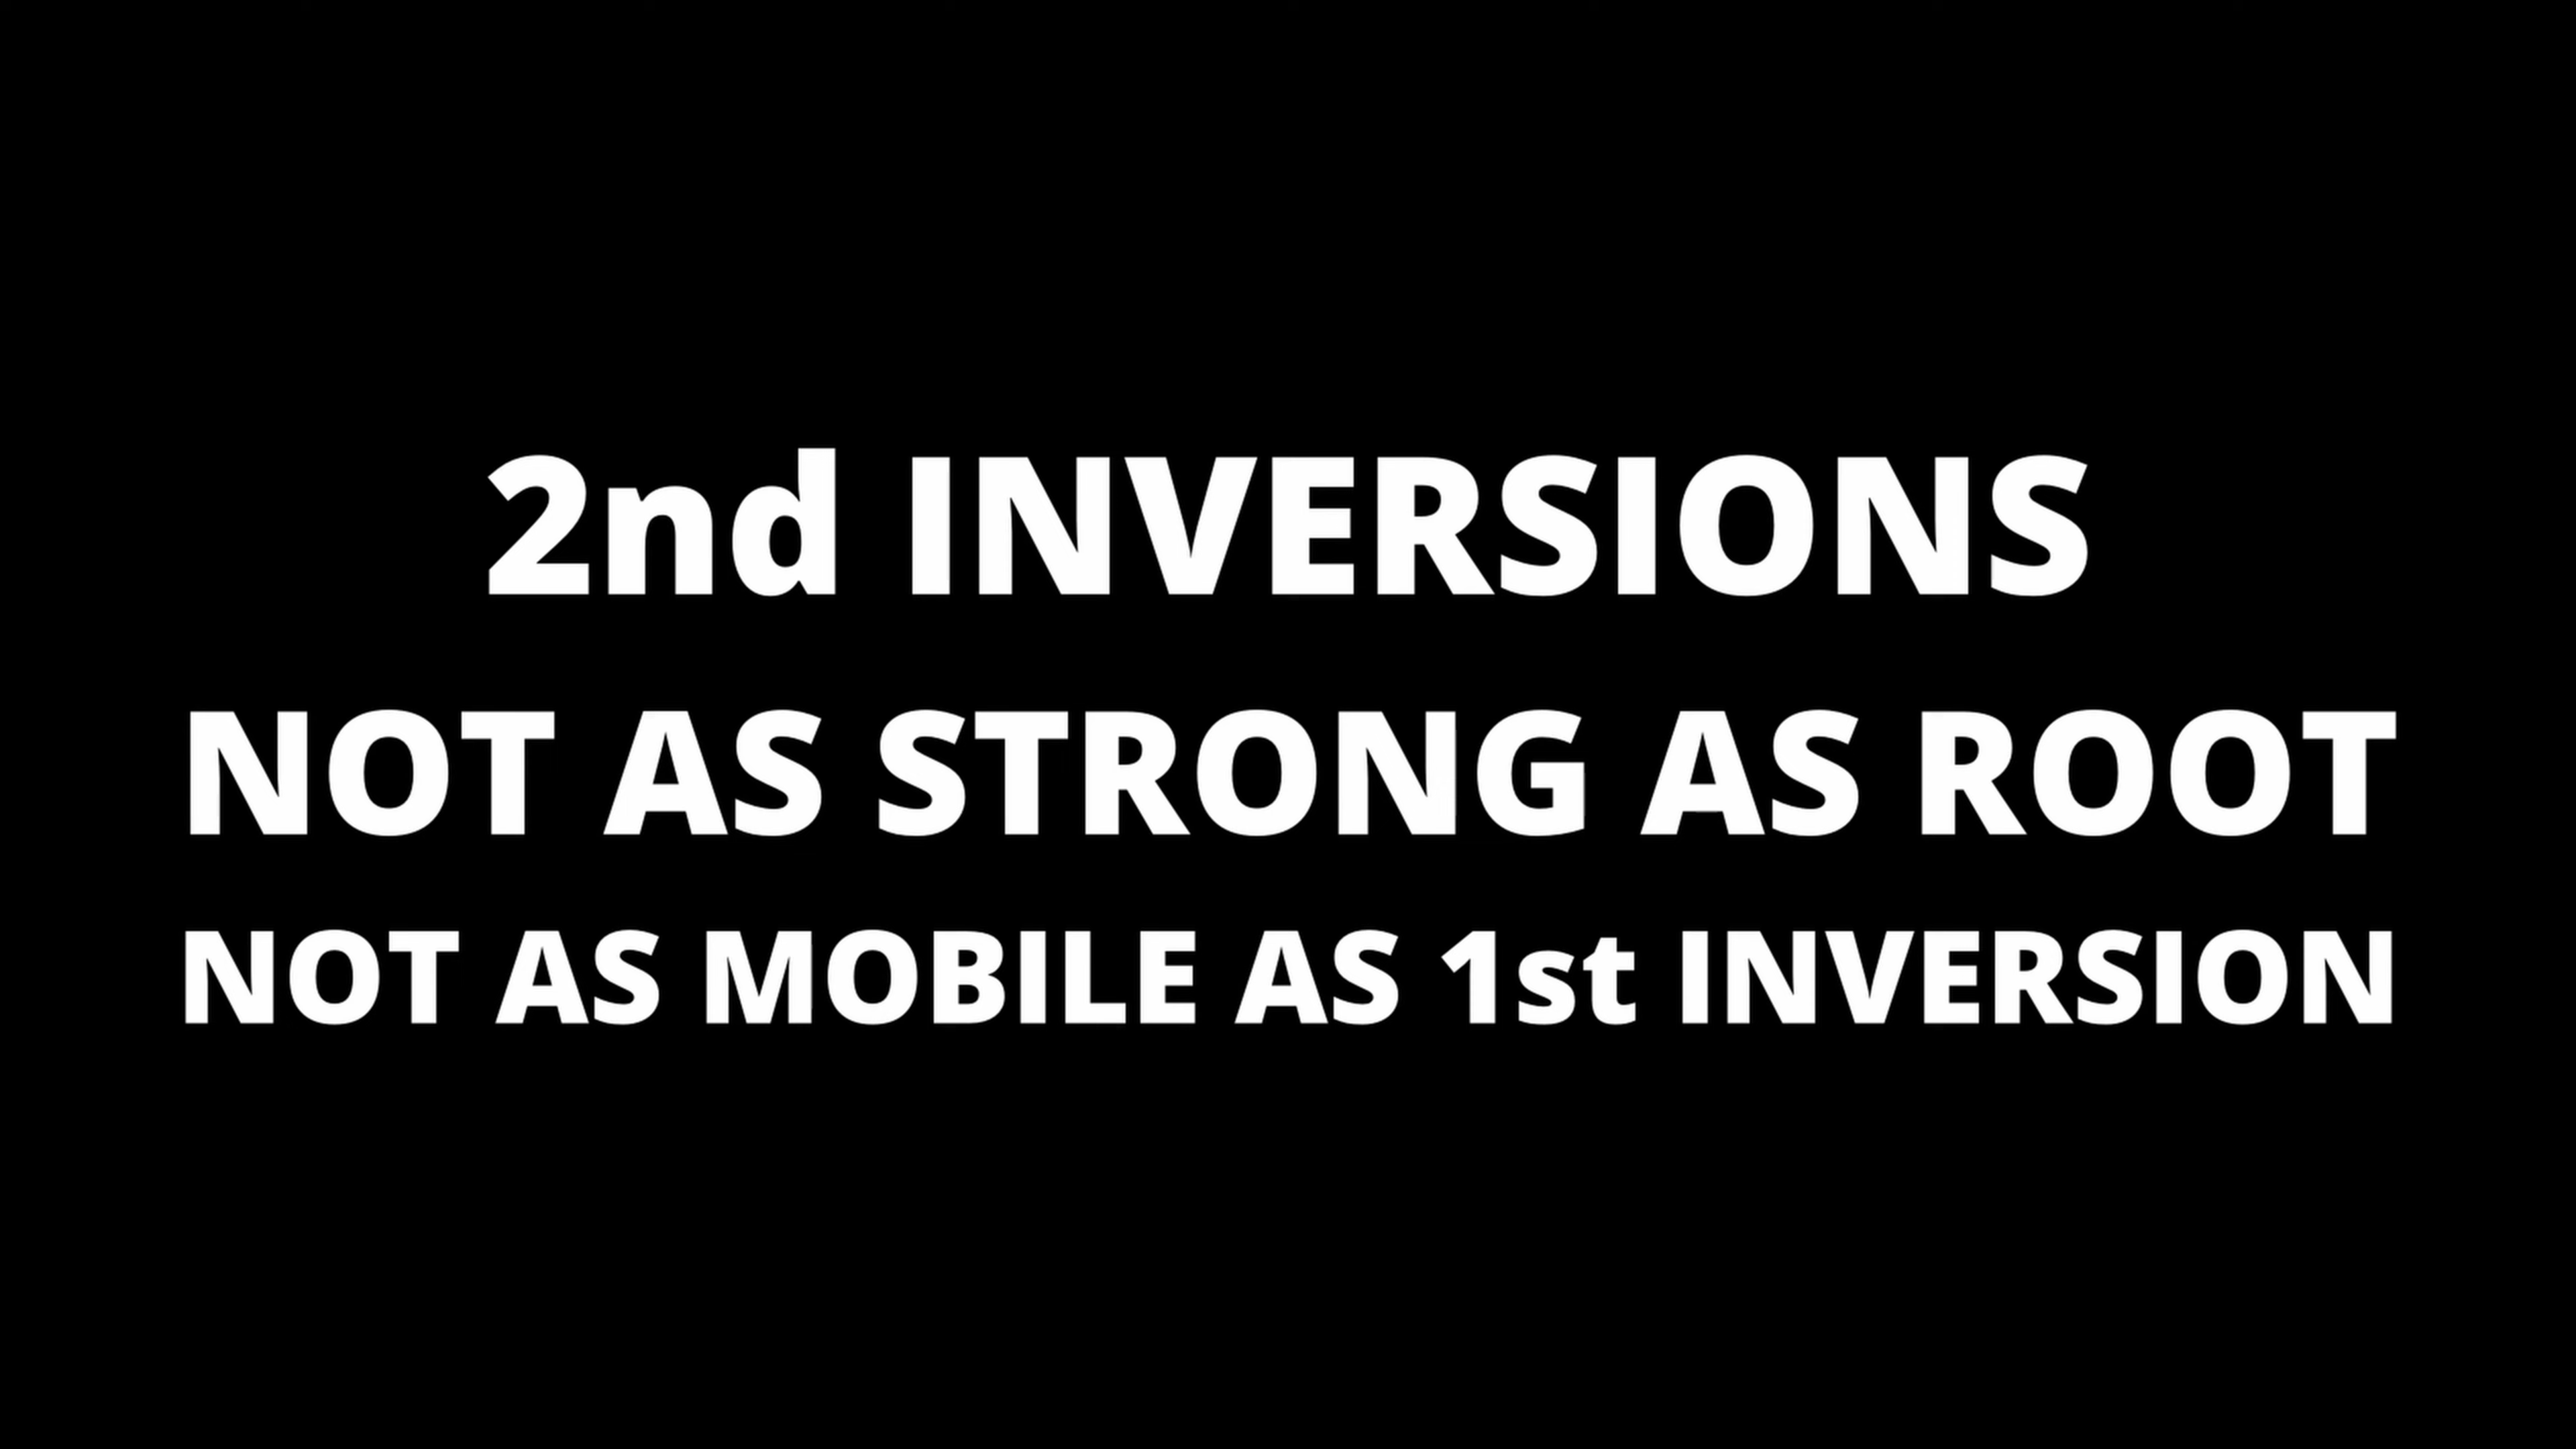 2nd INVERSIONS
NOT AS STRONG AS ROOT
NOT AS MOBILE AS 1st INVERSION